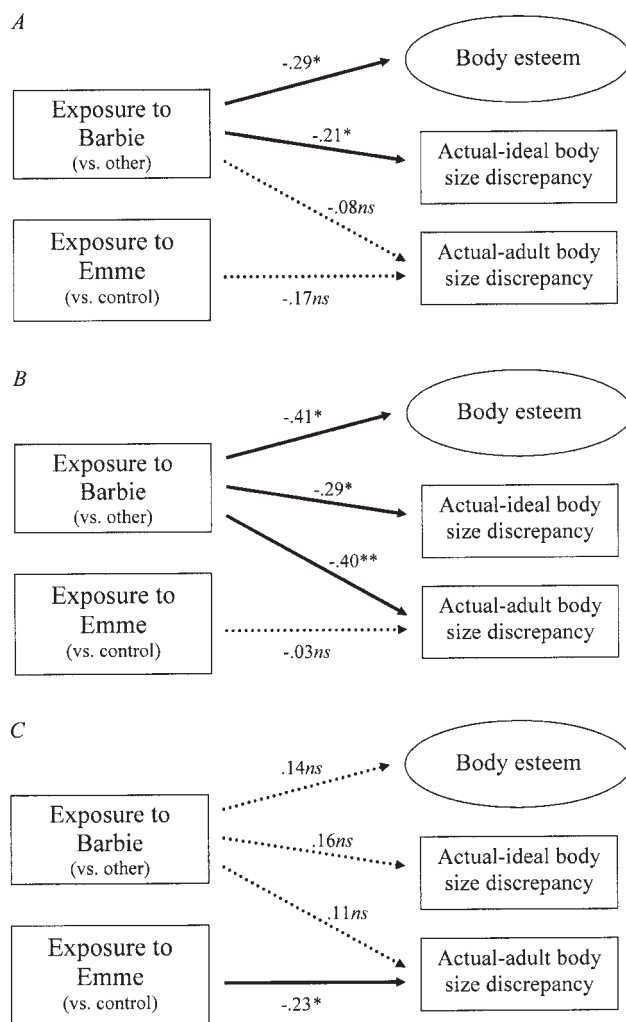 A
-.29*
Body esteem
Exposure to
Barbie
(vs. other)
-.21*
Actual-ideal body
size discrepancy
-.08ns
Exposure to
Emme
(vs. control)
Actual-adult body
size discrepancy
-.17ns
B
-.41*
Body esteem
Exposure to
Barbie
(vs. other)
-.29*
Actual-ideal body
size discrepancy
-.40**
Exposure to
Emme
(vs. control)
Actual-adult body
size discrepancy
-.03ns
C
.14ns
Body esteem
Exposure to
Barbie
(vs. other)
.16ns
Actual-ideal body
size discrepancy
.11ns
Exposure to
Emme
(vs. control)
Actual-adult body
size discrepancy
-.23*